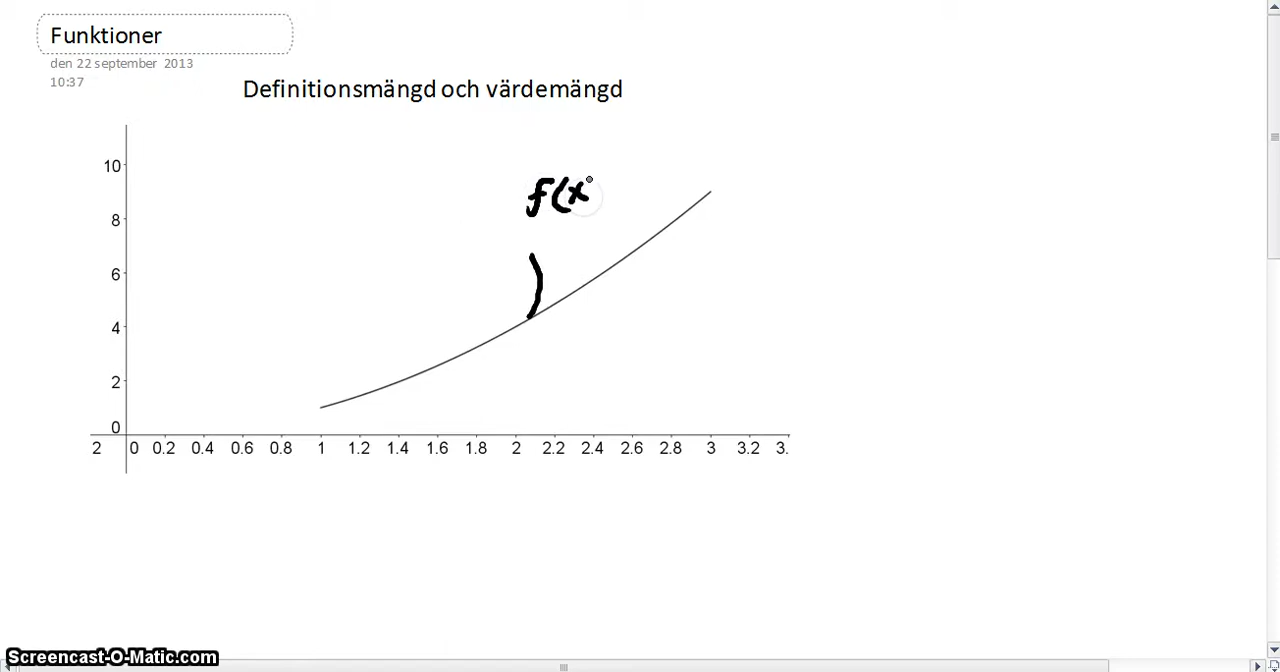 Funktioner
den 22 september 2013
10:37
Definitionsmängd och värdemängd
10
f(x
8
6
)
4
2
0
2 0 0.2 0.4 0.6 0.8 1 1.2 1.4 1.6 1.8 2 2.2 2.4 2.6 2.8 3 3.2 3.
Screencast-O-Matic.com